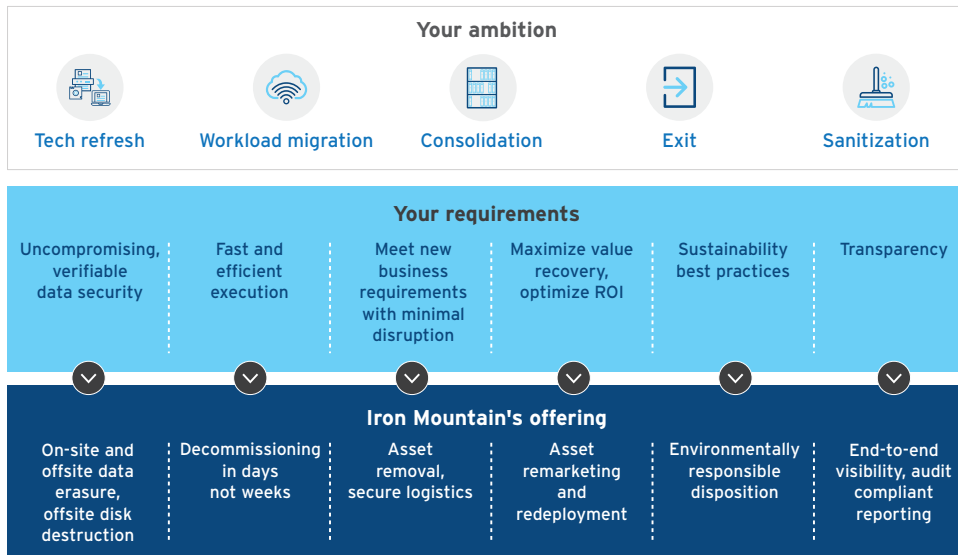 Your ambition
Tech refresh
Workload migration
Consolidation
Exit
Sanitization
Your requirements
Uncompromising,
verifiable
data security
Fast and
efficient
execution
Meet new
business
requirements
with minimal
disruption
Maximize value
recovery,
optimize ROI
Sustainability
best practices
Transparency
Iron Mountain's offering
On-site and
offsite data
erasure,
offsite disk
destruction
Decommissioning
in days
not weeks
Asset
removal,
secure logistics
Asset
remarketing
and
redeployment
Environmentally
responsible
disposition
End-to-end
visibility, audit
compliant
reporting